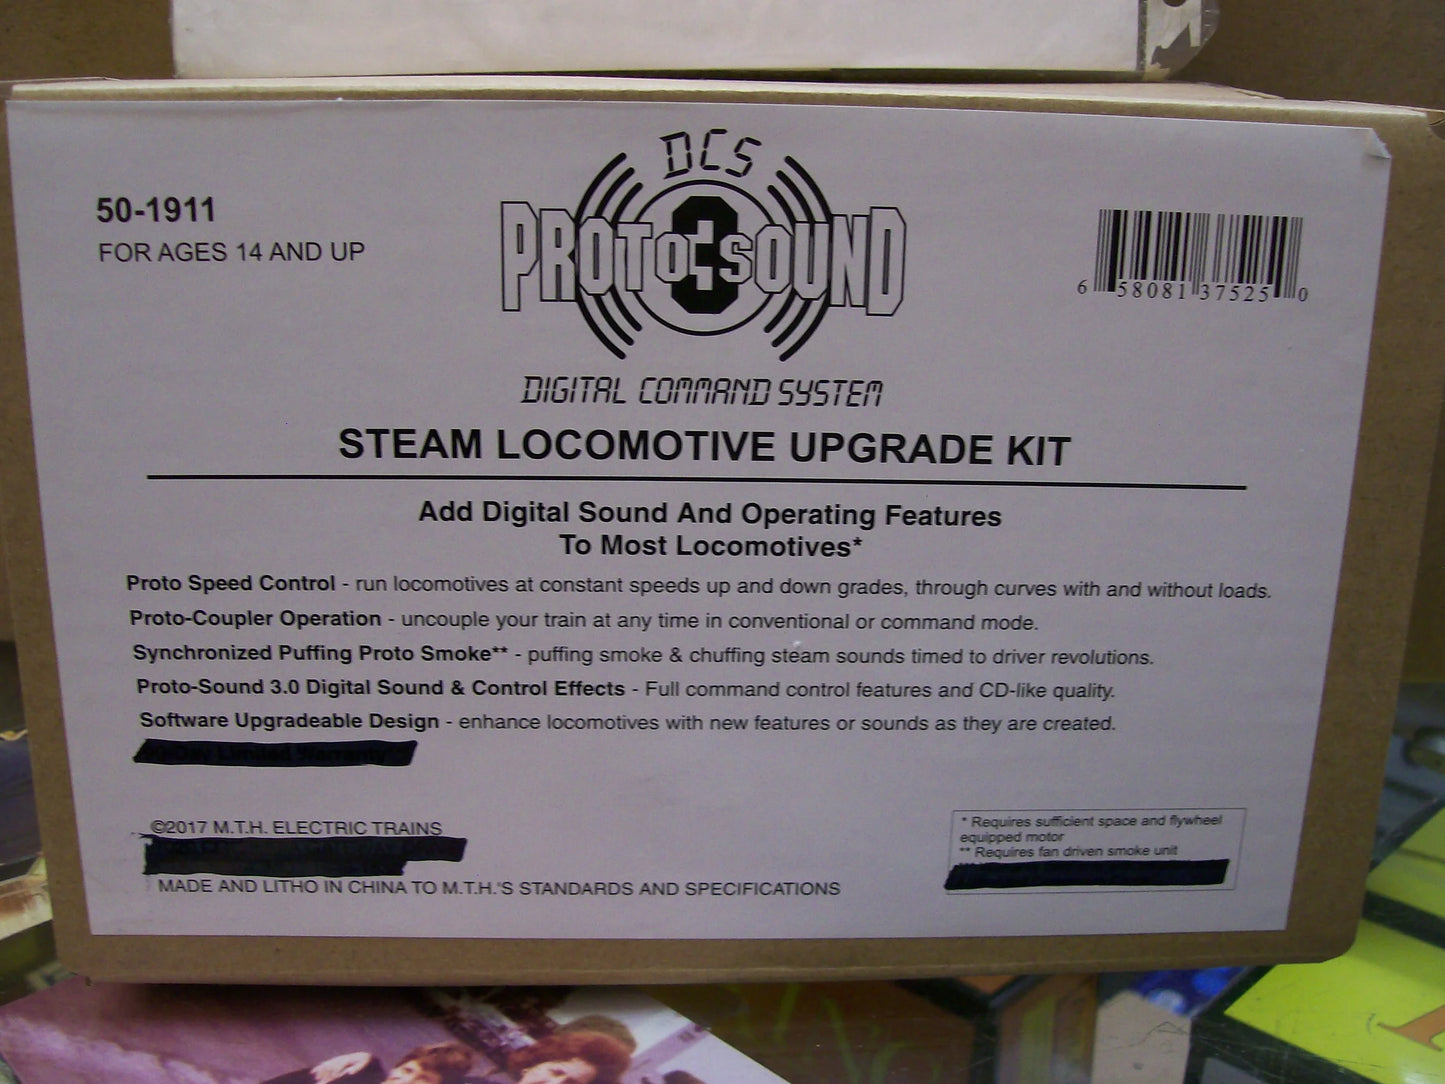 DCS
50-1911
PROTO 3 SOUND
FOR AGES 14 AND UP
6 58081 37525 0
DIGITAL COMMAND SYSTEM
STEAM LOCOMOTIVE UPGRADE KIT
Add Digital Sound And Operating Features
To Most Locomotives*
Proto Speed Control - run locomotives at constant speeds up and down grades, through curves with and without loads.
Proto-Coupler Operation - uncouple your train at any time in conventional or command mode.
Synchronized Puffing Proto Smoke** - puffing smoke & chuffing steam sounds timed to driver revolutions.
Proto-Sound 3.0 Digital Sound & Control Effects - Full command control features and CD-like quality.
Software Upgradeable Design - enhance locomotives with new features or sounds as they are created.
Day Limited Warranty
©2017 M.T.H. ELECTRIC TRAINS
MADE AND LITHO IN CHINA TO M.T.H.'S STANDARDS AND SPECIFICATIONS
* Requires sufficient space and flywheel
equipped motor
** Requires fan driven smoke unit